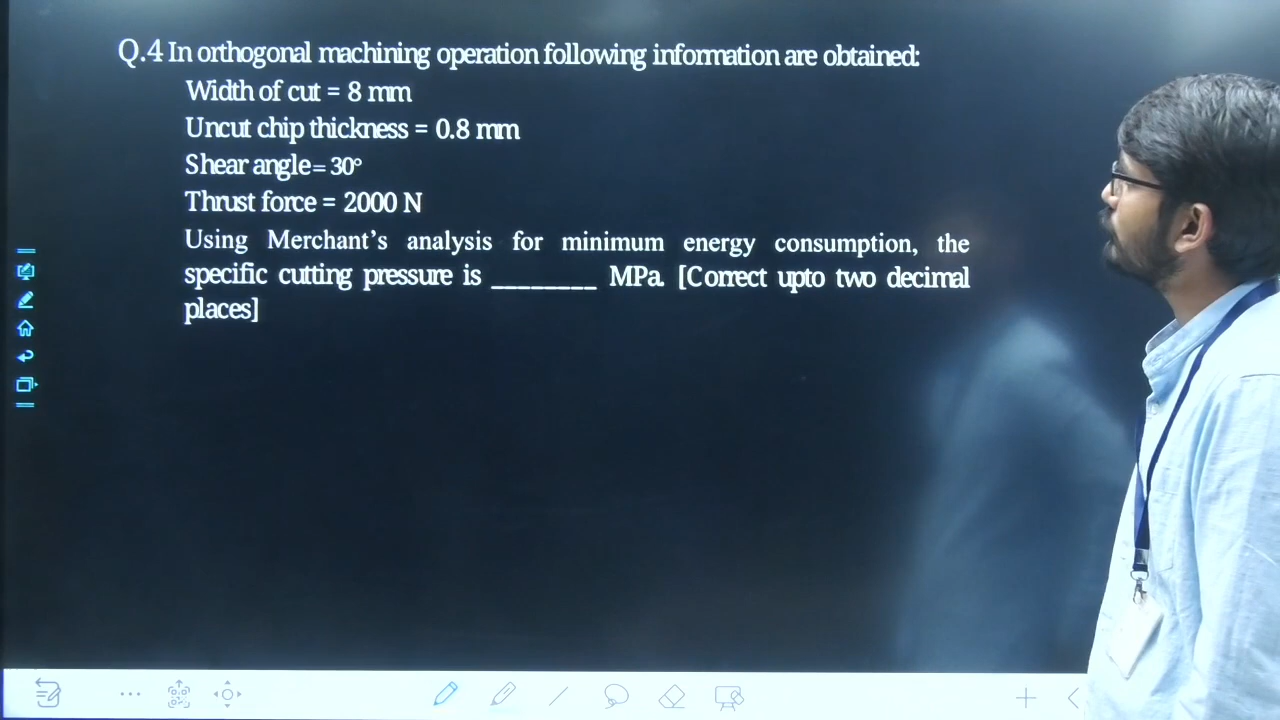 Q.4 In orthogonal machining operation following information are obtained:
Width of cut = 8 mm
Uncut chip thickness = 0.8 mm
Shear angle= 30°
Thrust force = 2000 N
Using Merchant's analysis for minimum energy consumption, the
specific cutting pressure is ________ MPa. [Correct upto two decimal
places]